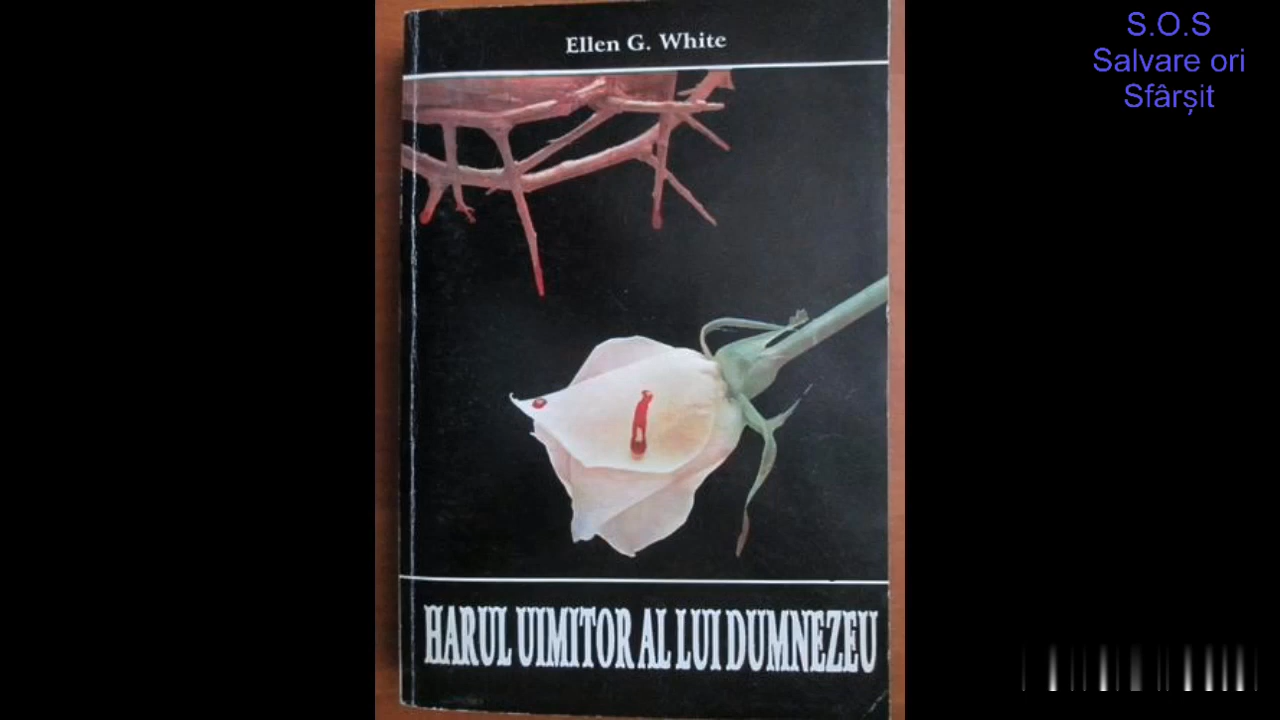 Ellen G. White
HARUL UIMITOR AL LUI DUMNEZEU
S.O.S
Salvare ori
Sfârșit